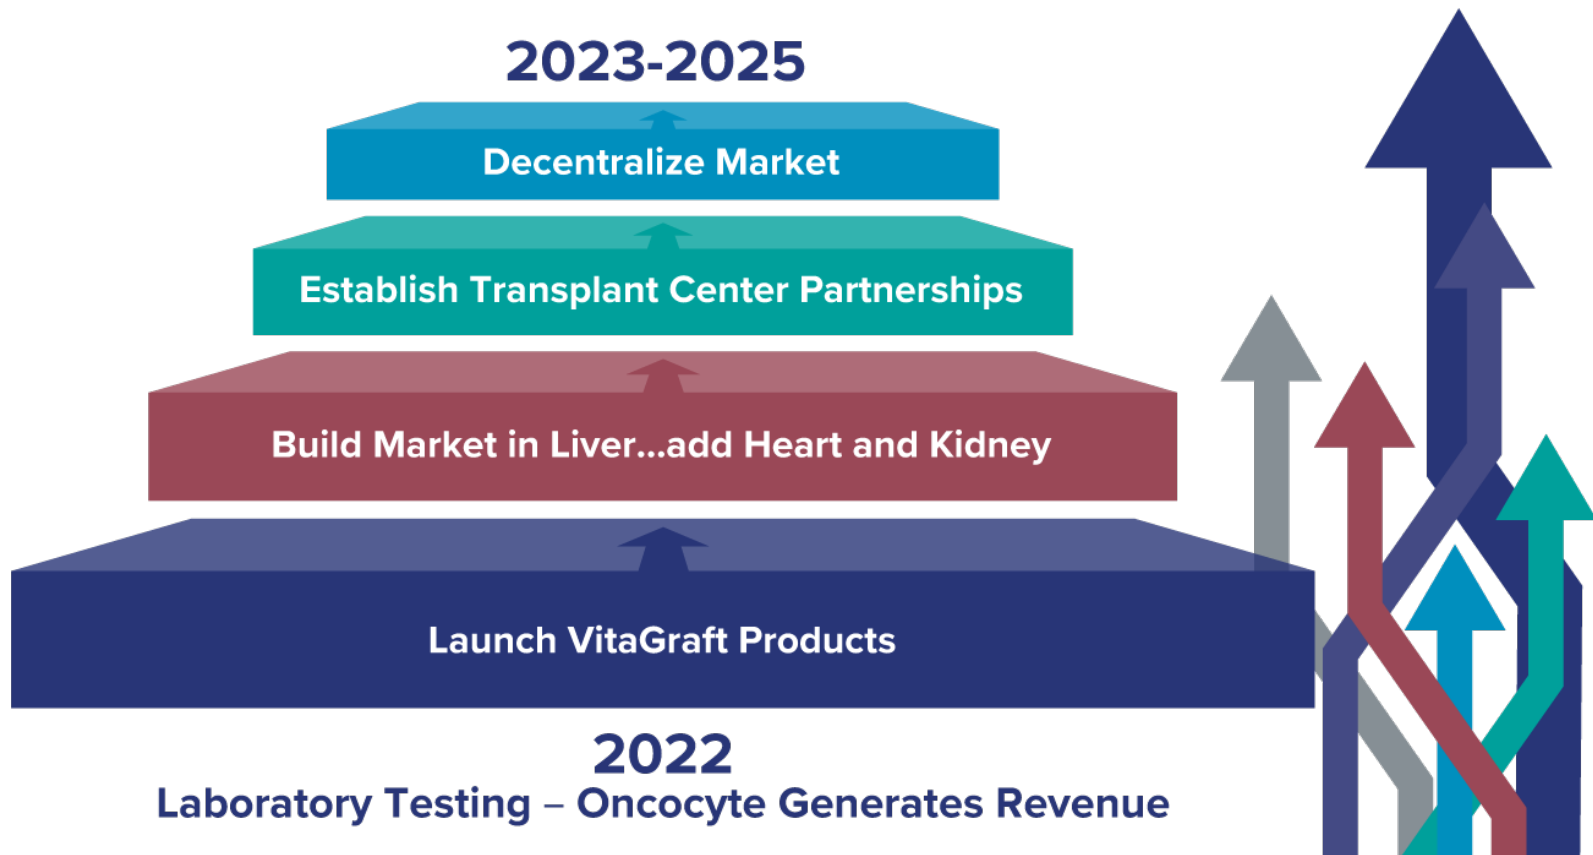 2023-2025
Decentralize Market
Establish Transplant Center Partnerships
Build Market in Liver...add Heart and Kidney
Launch VitaGraft Products
2022
Laboratory Testing – Oncocyte Generates Revenue